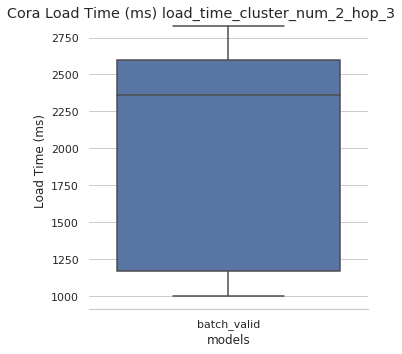 Cora Load Time (ms) load_time_cluster_num_2_hop_3
2750
2500
2250
2000
1750
1500
1250
1000
Load Time (ms)
batch_valid
models